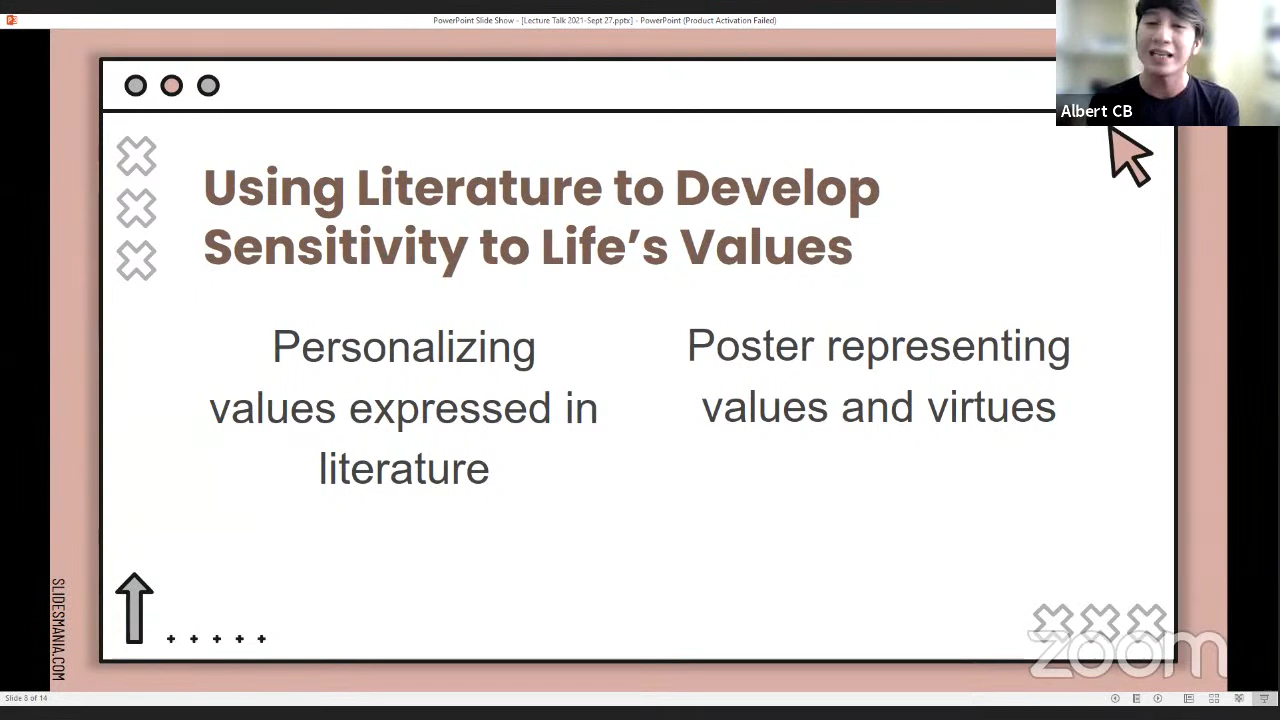 PowerPoint Slide Show - [Lecture Talk 2021-Sept 27.pptx] - PowerPoint (Product Activation Failed)
Albert CB
Using Literature to Develop
Sensitivity to Life’s Values
Personalizing
values expressed in
literature
Poster representing
values and virtues
SLIDESMANIA.COM
zoom
Slide 8 of 14